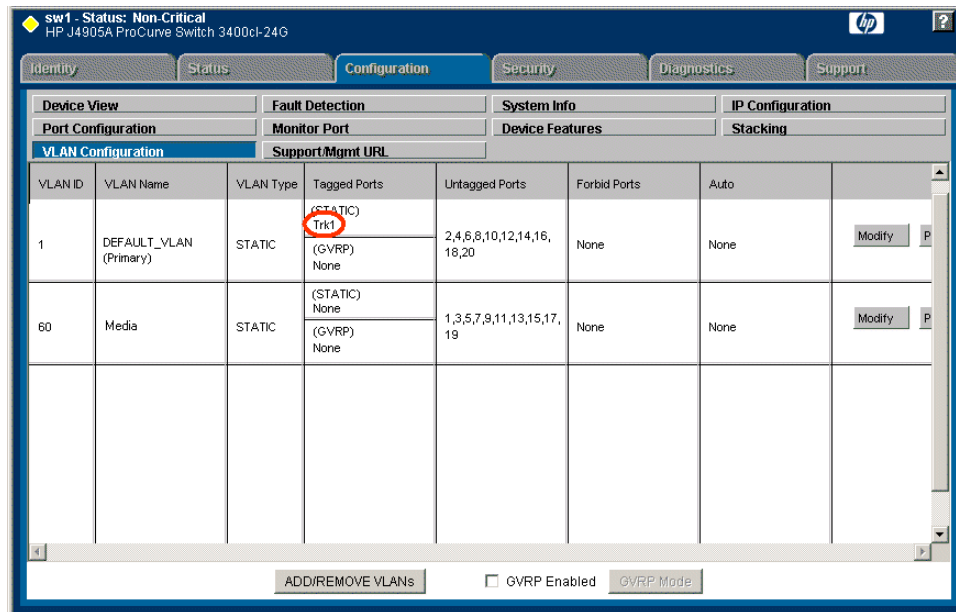 sw1 - Status: Non-Critical
HP J4905A ProCurve Switch 3400cl-24G
hp
?
Identity
Status
Configuration
Security
Diagnostics
Support
Device View
Fault Detection
System Info
IP Configuration
Port Configuration
Monitor Port
Device Features
Stacking
VLAN Configuration
Support/Mgmt URL
VLAN ID
VLAN Name
VLAN Type
Tagged Ports
Untagged Ports
Forbid Ports
Auto
1
DEFAULT_VLAN
(Primary)
STATIC
(STATIC)
Trk1
(GVRP)
None
2,4,6,8,10,12,14,16,
18,20
None
None
Modify
P
60
Media
STATIC
(STATIC)
None
(GVRP)
None
1,3,5,7,9,11,13,15,17,
19
None
None
Modify
P
ADD/REMOVE VLANs
GVRP Enabled
GVRP Mode